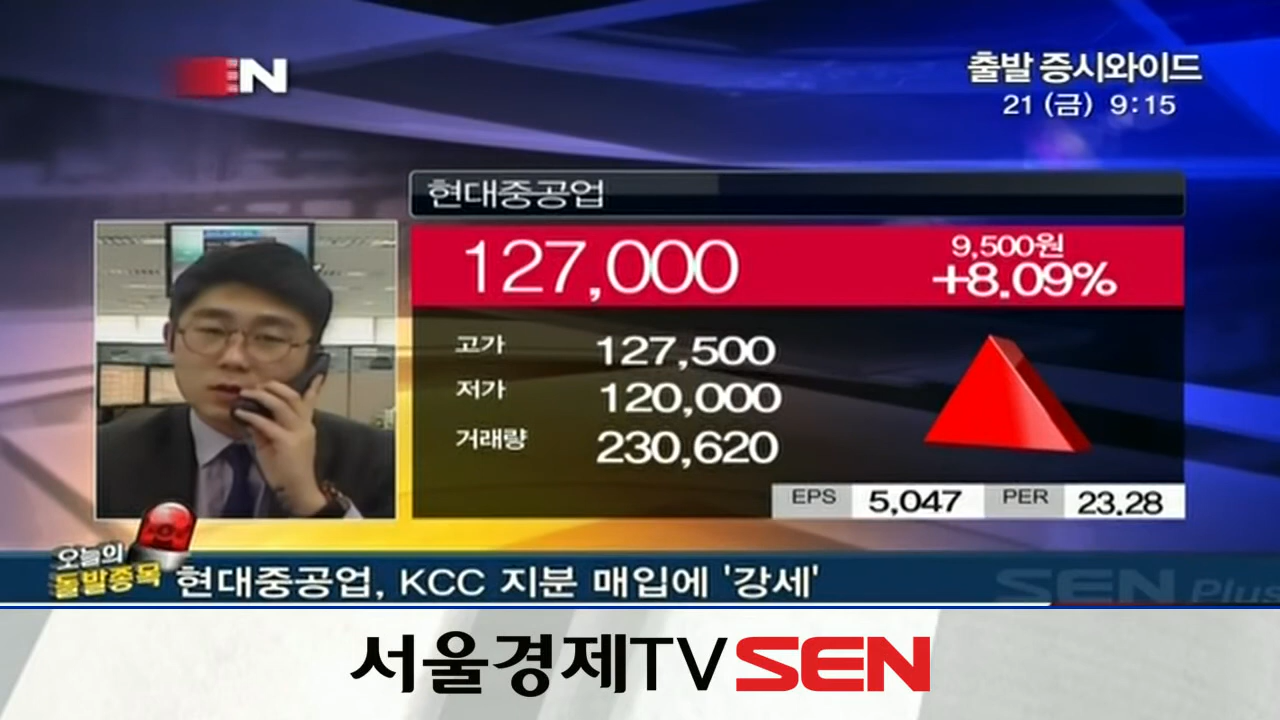 EN
출발 증시와이드
21 (금) 9:15
현대중공업
127,000
9,500원
+8.09%
고가 127,500
저가 120,000
거래량 230,620
EPS 5,047 PER 23.28
오늘의
돌발종목
현대중공업, KCC 지분 매입에 '강세'
SEN Plus
서울경제TV SEN